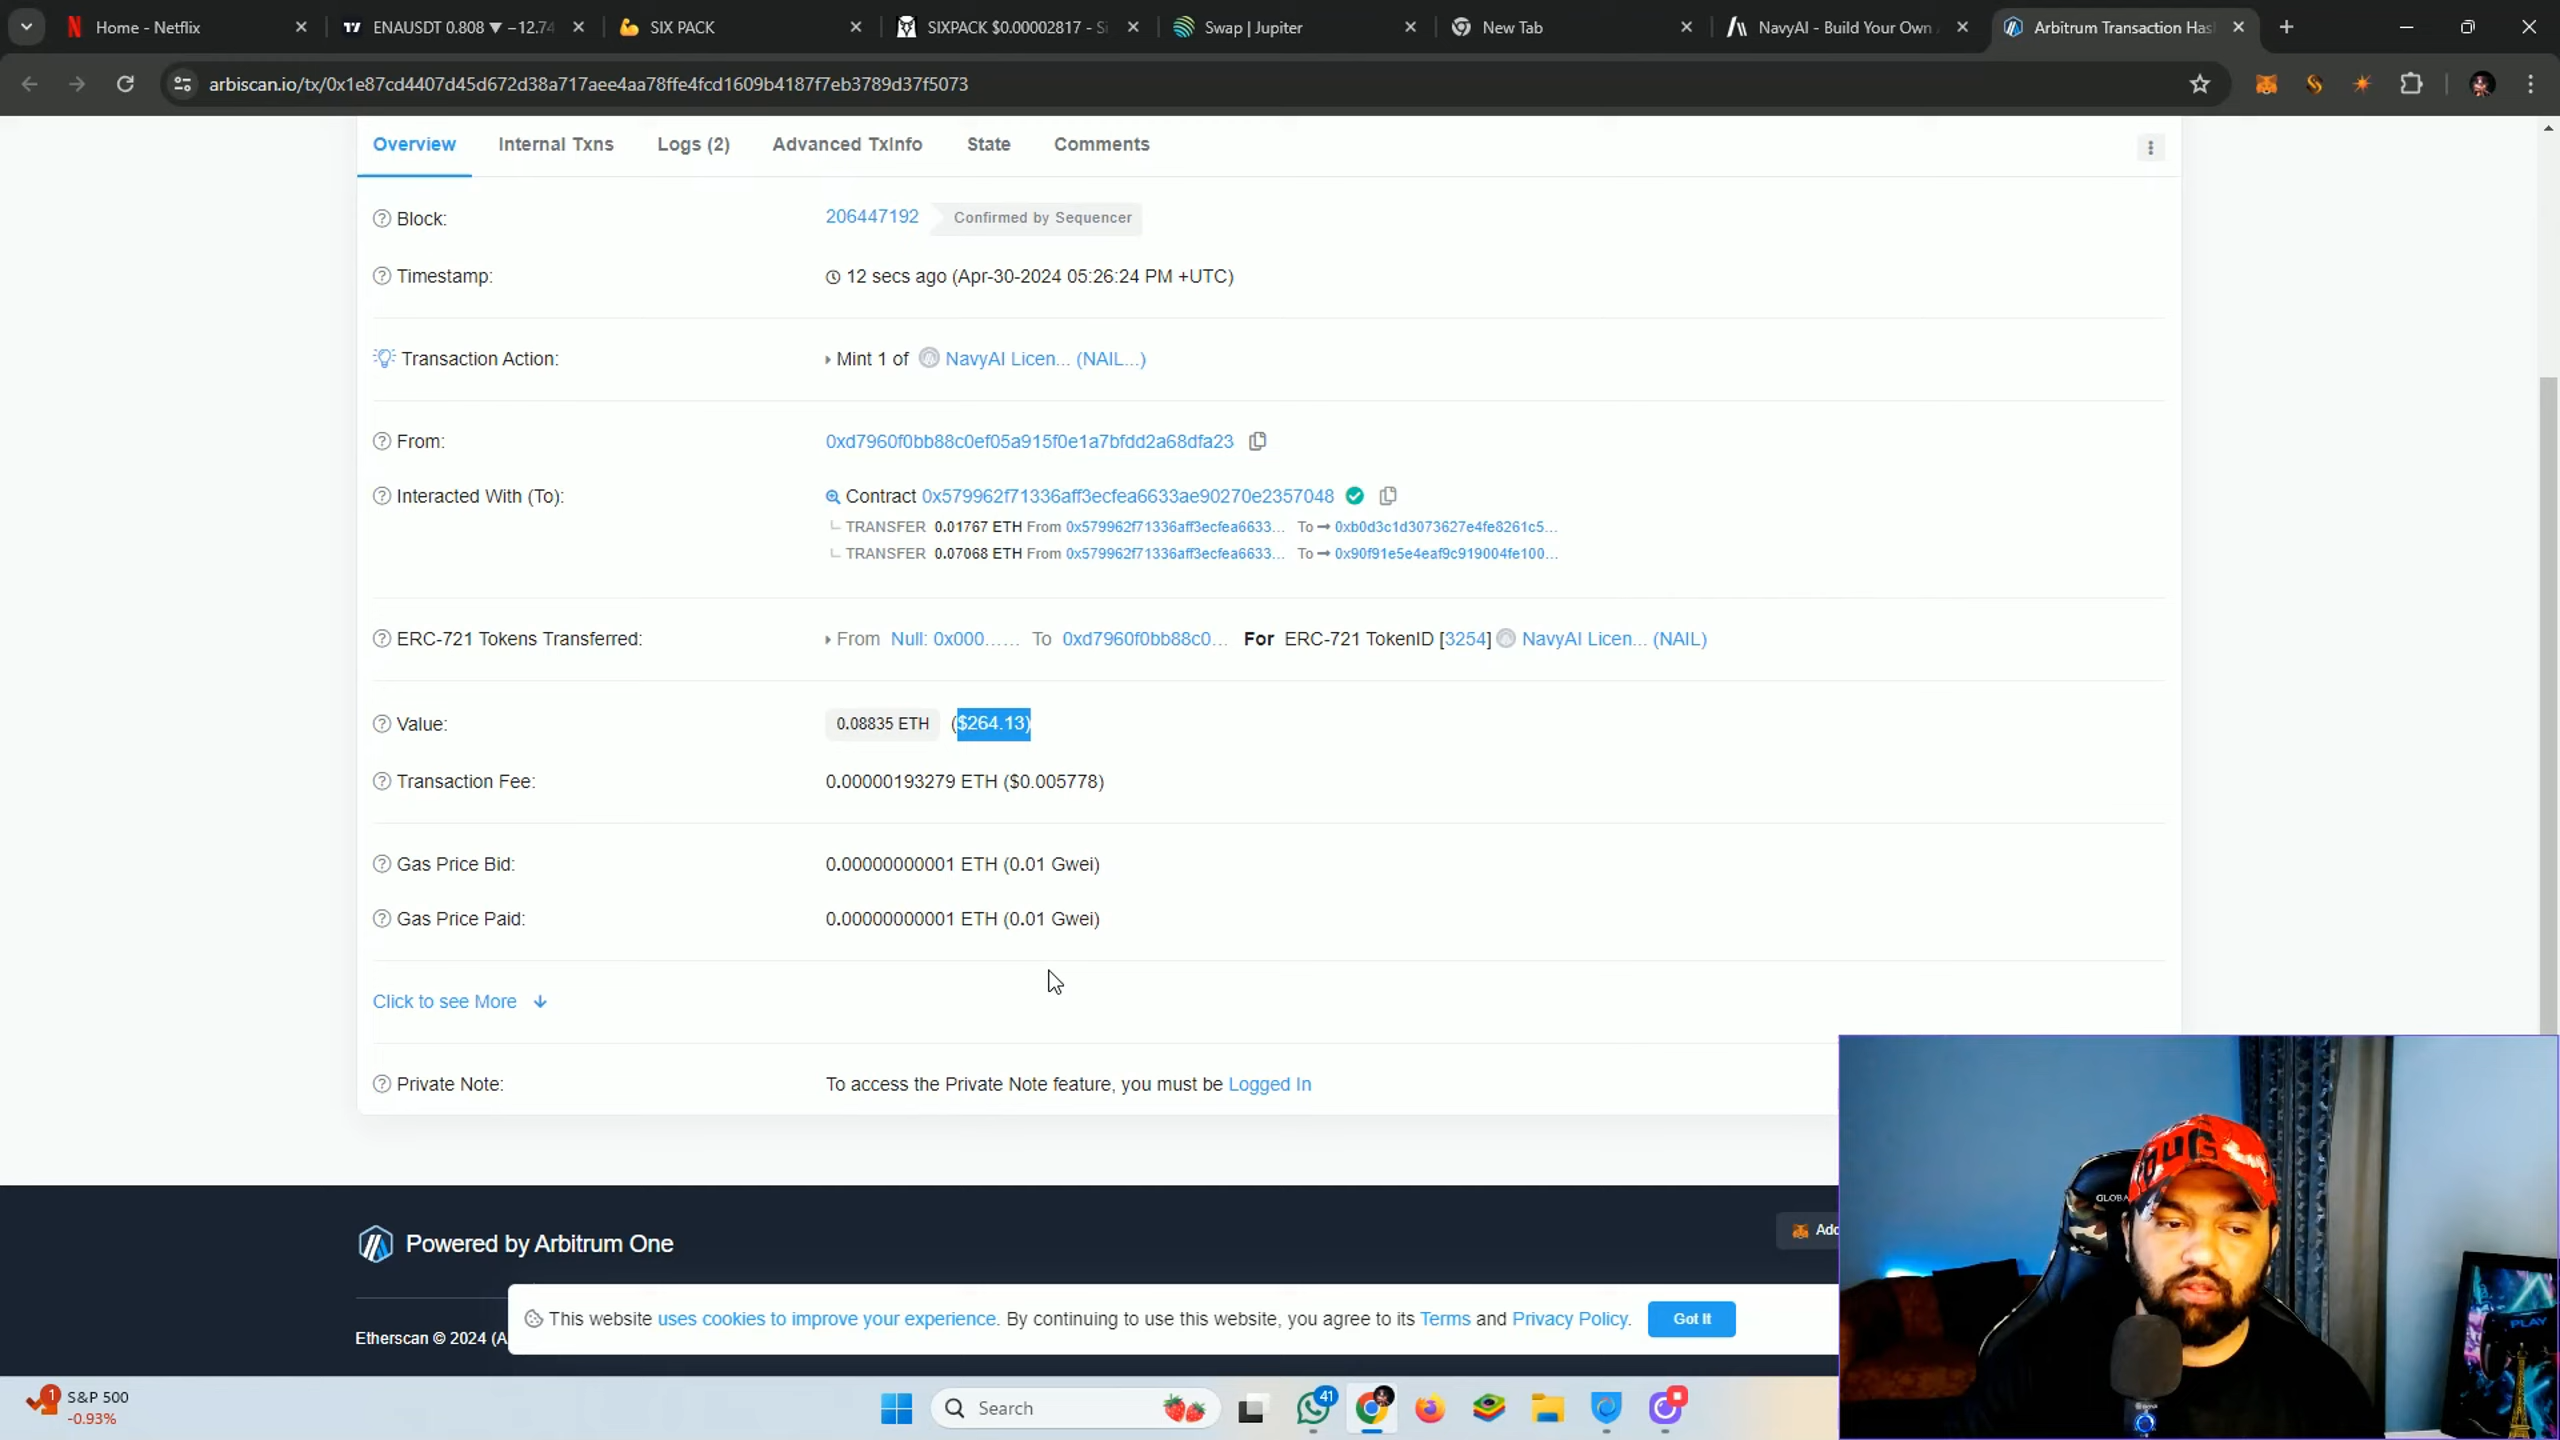 Home - Netflix
ENAUSDT 0.808 ▼ −12.74
SIX PACK
SIXPACK $0.00002817 - Si
Swap | Jupiter
New Tab
NavyAI - Build Your Own
Arbitrum Transaction Has
arbiscan.io/tx/0x1e87cd4407d45d672d38a717aee4aa78ffe4fcd1609b4187f7eb3789d37f5073
Overview Internal Txns Logs (2) Advanced TxInfo State Comments
Block: 206447192 Confirmed by Sequencer
Timestamp: 12 secs ago (Apr-30-2024 05:26:24 PM +UTC)
Transaction Action: Mint 1 of NavyAI Licen... (NAIL...)
From: 0xd7960f0bb88c0ef05a915f0e1a7bfdd2a68dfa23
Interacted With (To): Contract 0x579962f71336aff3ecfea6633ae90270e2357048
TRANSFER 0.01767 ETH From 0x579962f71336aff3ecfea6633... To 0xb0d3c1d3073627e4fe8261c5...
TRANSFER 0.07068 ETH From 0x579962f71336aff3ecfea6633... To 0x90f91e5e4eaf9c919004fe100...
ERC-721 Tokens Transferred: From Null: 0x000...... To 0xd7960f0bb88c0... For ERC-721 TokenID [3254] NavyAI Licen... (NAIL)
Value: 0.08835 ETH ($264.13)
Transaction Fee: 0.00000193279 ETH ($0.005778)
Gas Price Bid: 0.00000000001 ETH (0.01 Gwei)
Gas Price Paid: 0.00000000001 ETH (0.01 Gwei)
Click to see More
Private Note: To access the Private Note feature, you must be Logged In
Powered by Arbitrum One
Add
This website uses cookies to improve your experience. By continuing to use this website, you agree to its Terms and Privacy Policy. Got It
Etherscan © 2024 (A
GLOBA
PLAY
1
S&P 500
-0.93%
Search
41